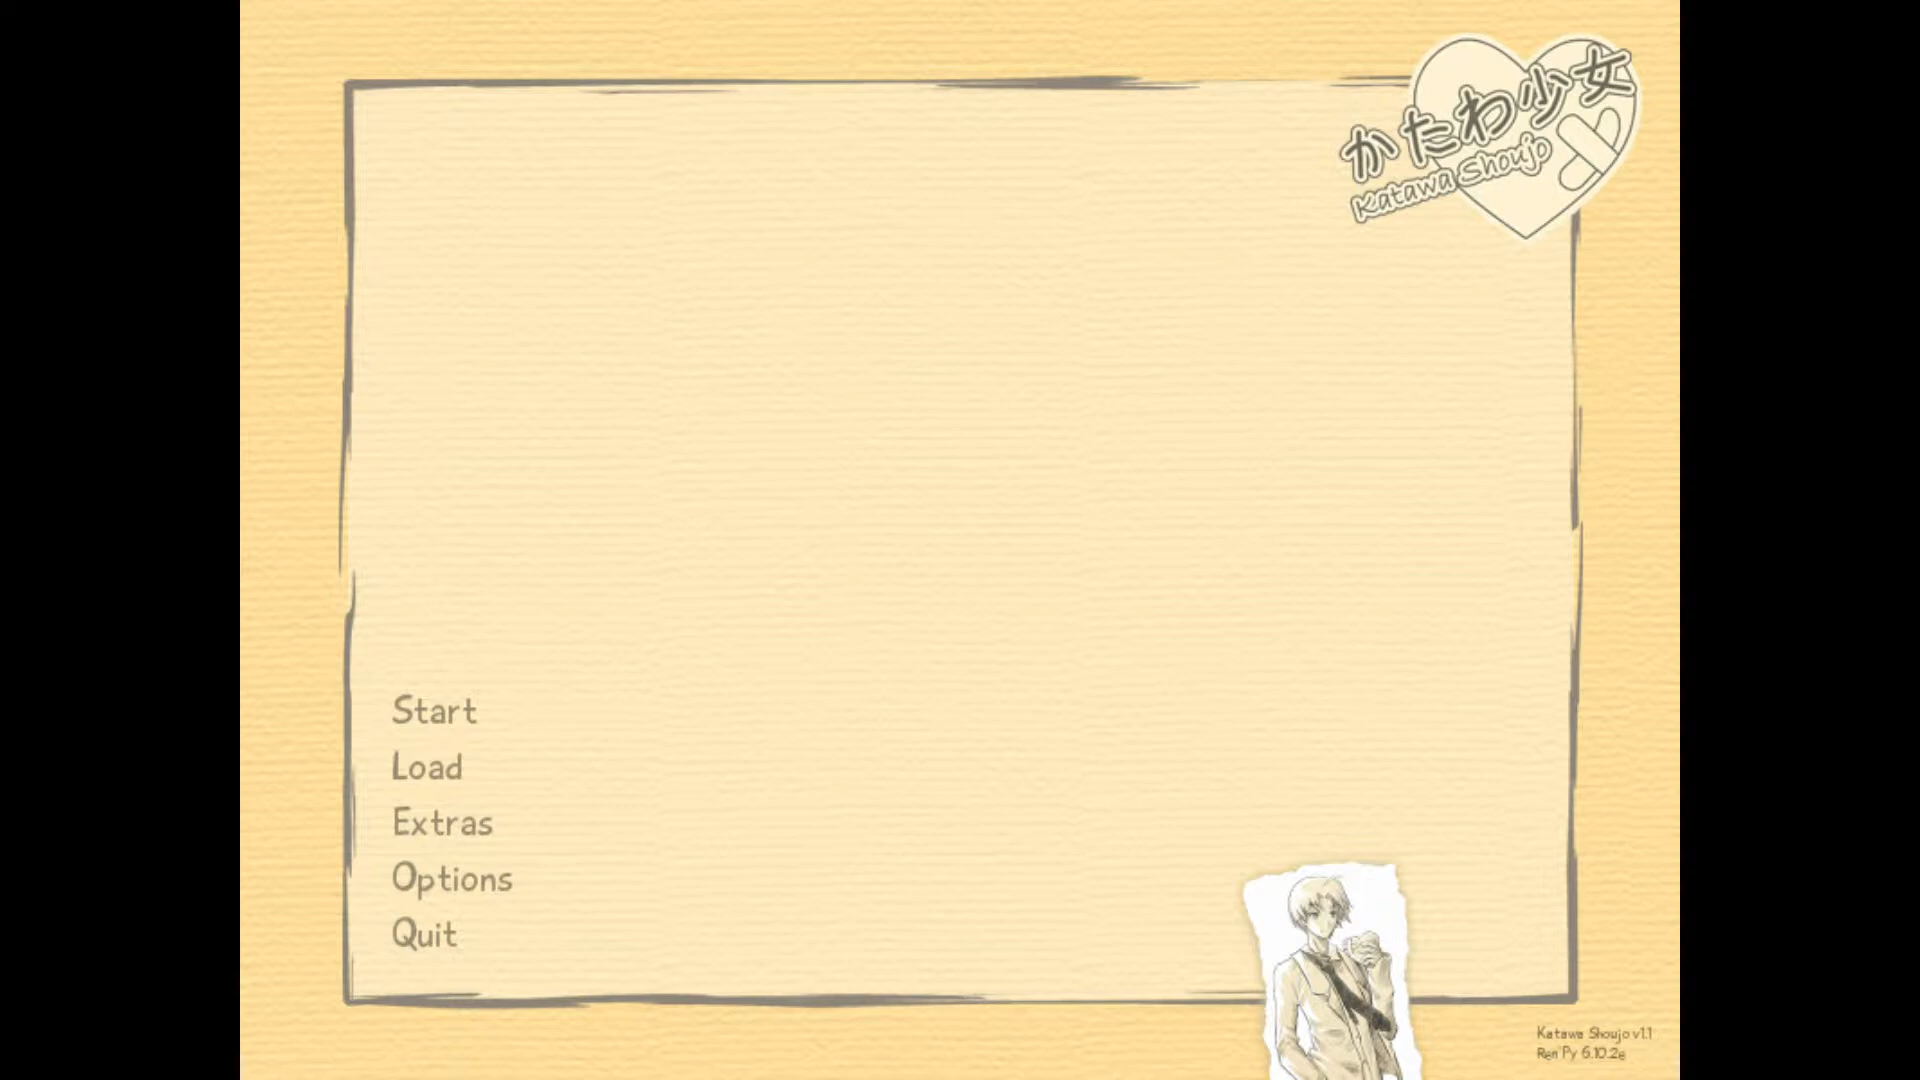 かたわ少女
Katawa Shoujo
Start
Load
Extras
Options
Quit
Katawa Shoujo v1.1
Ren'Py 6.10.2e